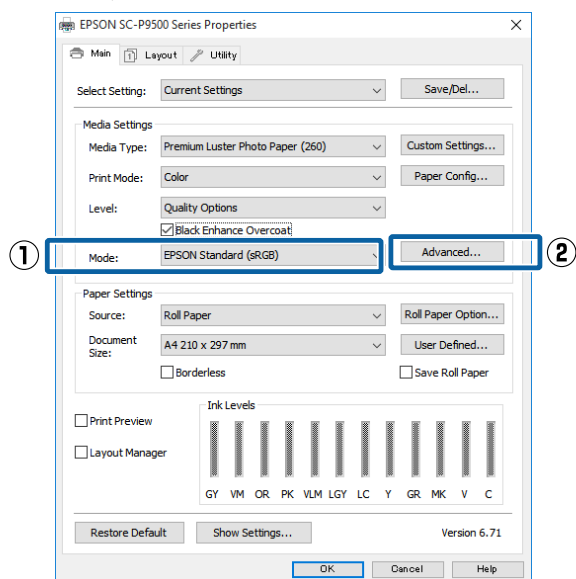 EPSON SC-P9500 Series Properties
Main Layout Utility
Select Setting: Current Settings Save/Del...
Media Settings
Media Type: Premium Luster Photo Paper (260) Custom Settings...
Print Mode: Color Paper Config...
Level: Quality Options
Black Enhance Overcoat
① Mode: EPSON Standard (sRGB) Advanced... ②
Paper Settings
Source: Roll Paper Roll Paper Option...
Document Size: A4 210 x 297 mm User Defined...
Borderless Save Roll Paper
Print Preview
Layout Manager
Ink Levels
GY VM OR PK VLM LGY LC Y GR MK V C
Restore Default Show Settings... Version 6.71
OK Cancel Help